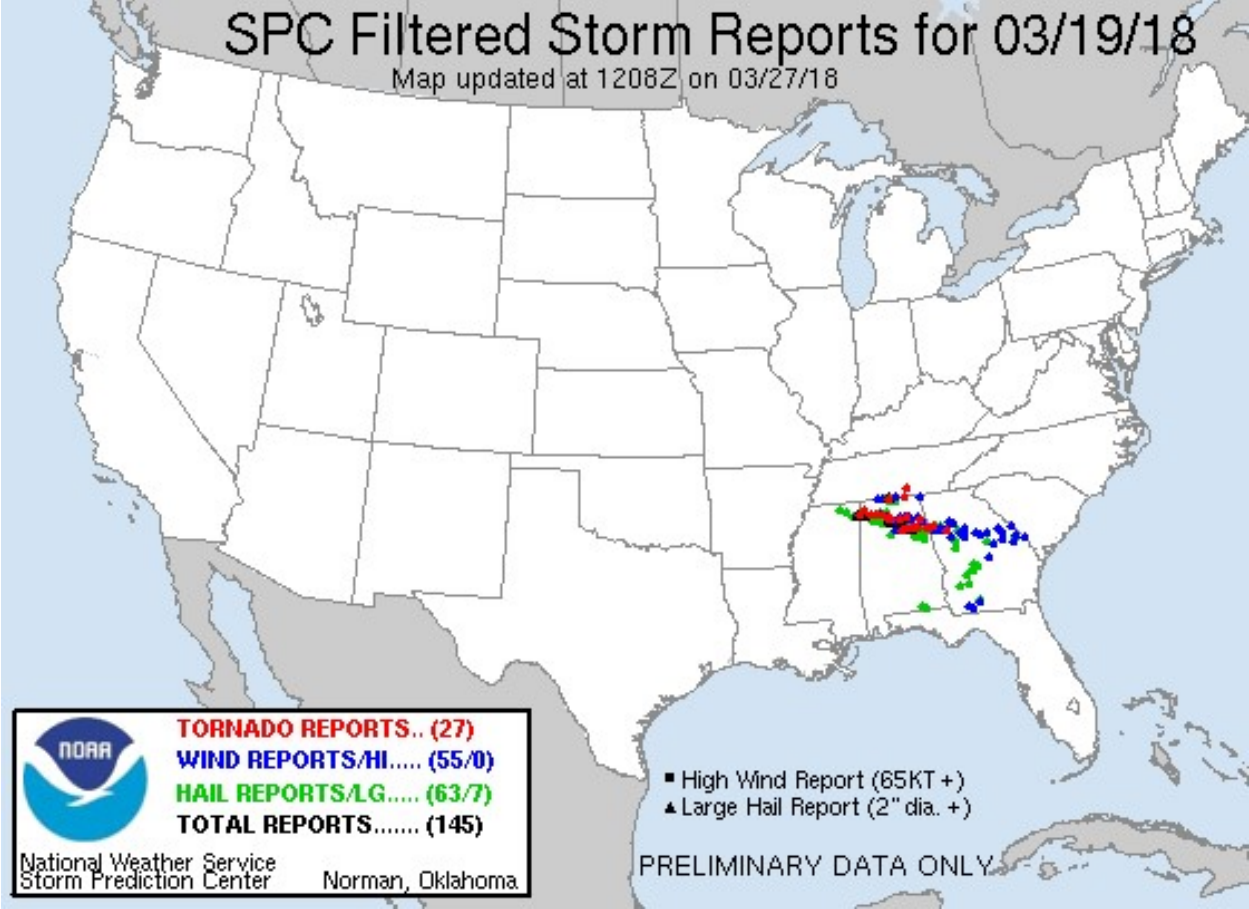 SPC Filtered Storm Reports for 03/19/18
Map updated at 1208Z on 03/27/18
NOAA
TORNADO REPORTS.. (27)
WIND REPORTS/HI..... (55/0)
HAIL REPORTS/LG..... (63/7)
TOTAL REPORTS....... (145)
National Weather Service
Storm Prediction Center Norman, Oklahoma
High Wind Report (65KT +)
Large Hail Report (2" dia. +)
PRELIMINARY DATA ONLY